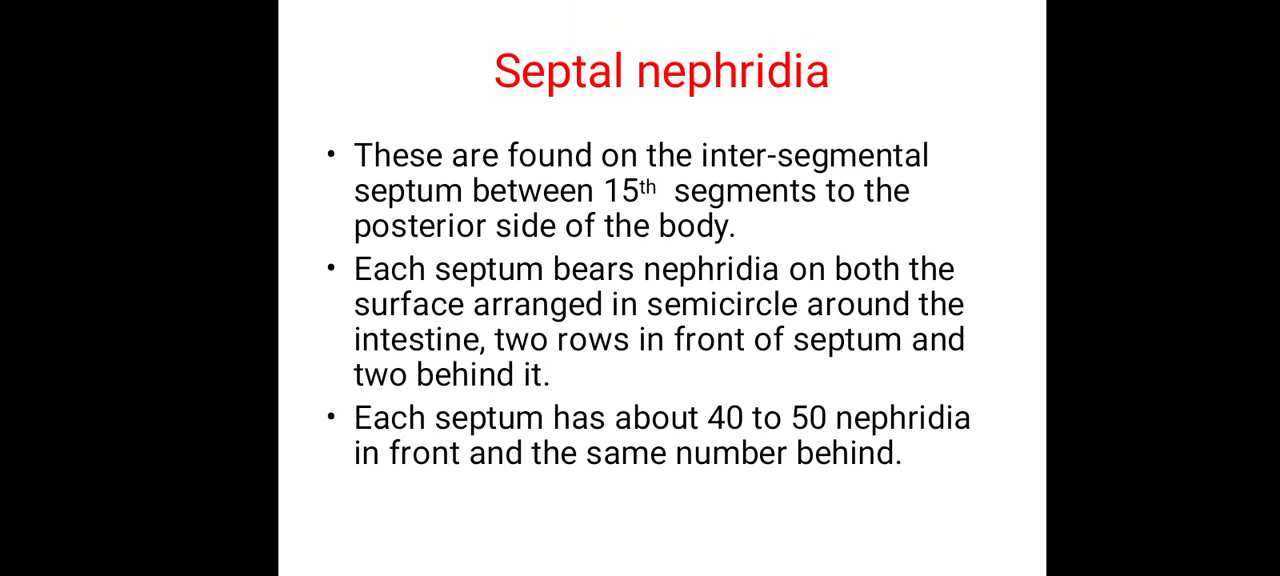 Septal nephridia
• These are found on the inter-segmental
septum between 15th segments to the
posterior side of the body.
• Each septum bears nephridia on both the
surface arranged in semicircle around the
intestine, two rows in front of septum and
two behind it.
• Each septum has about 40 to 50 nephridia
in front and the same number behind.